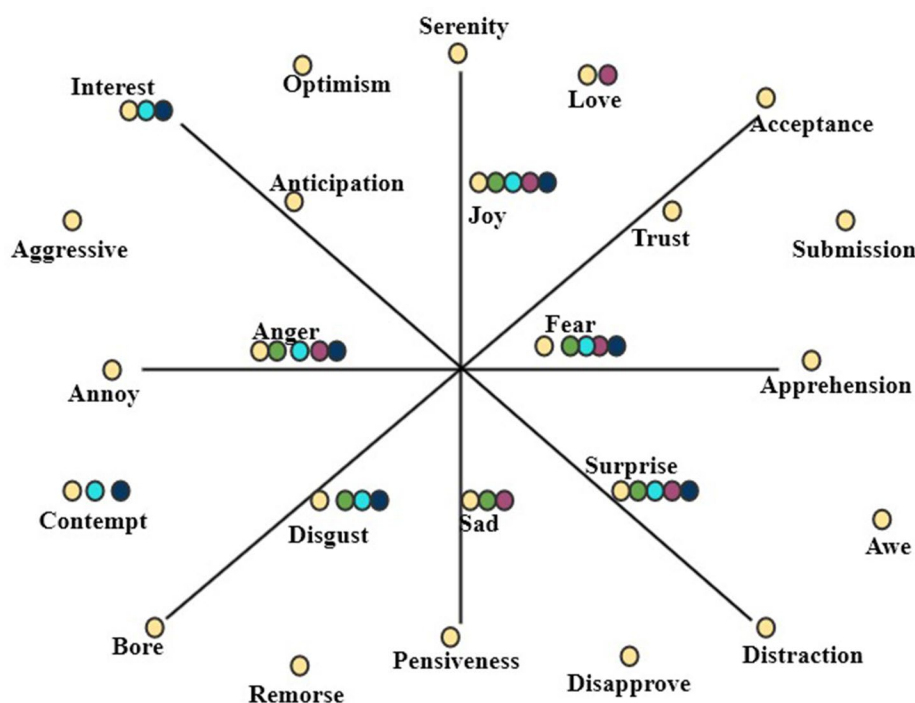 Serenity
Optimism
Interest
Love
Acceptance
Anticipation
Joy
Trust
Aggressive
Submission
Anger
Fear
Annoy
Apprehension
Surprise
Contempt
Disgust
Sad
Awe
Bore
Pensiveness
Distraction
Remorse
Disapprove